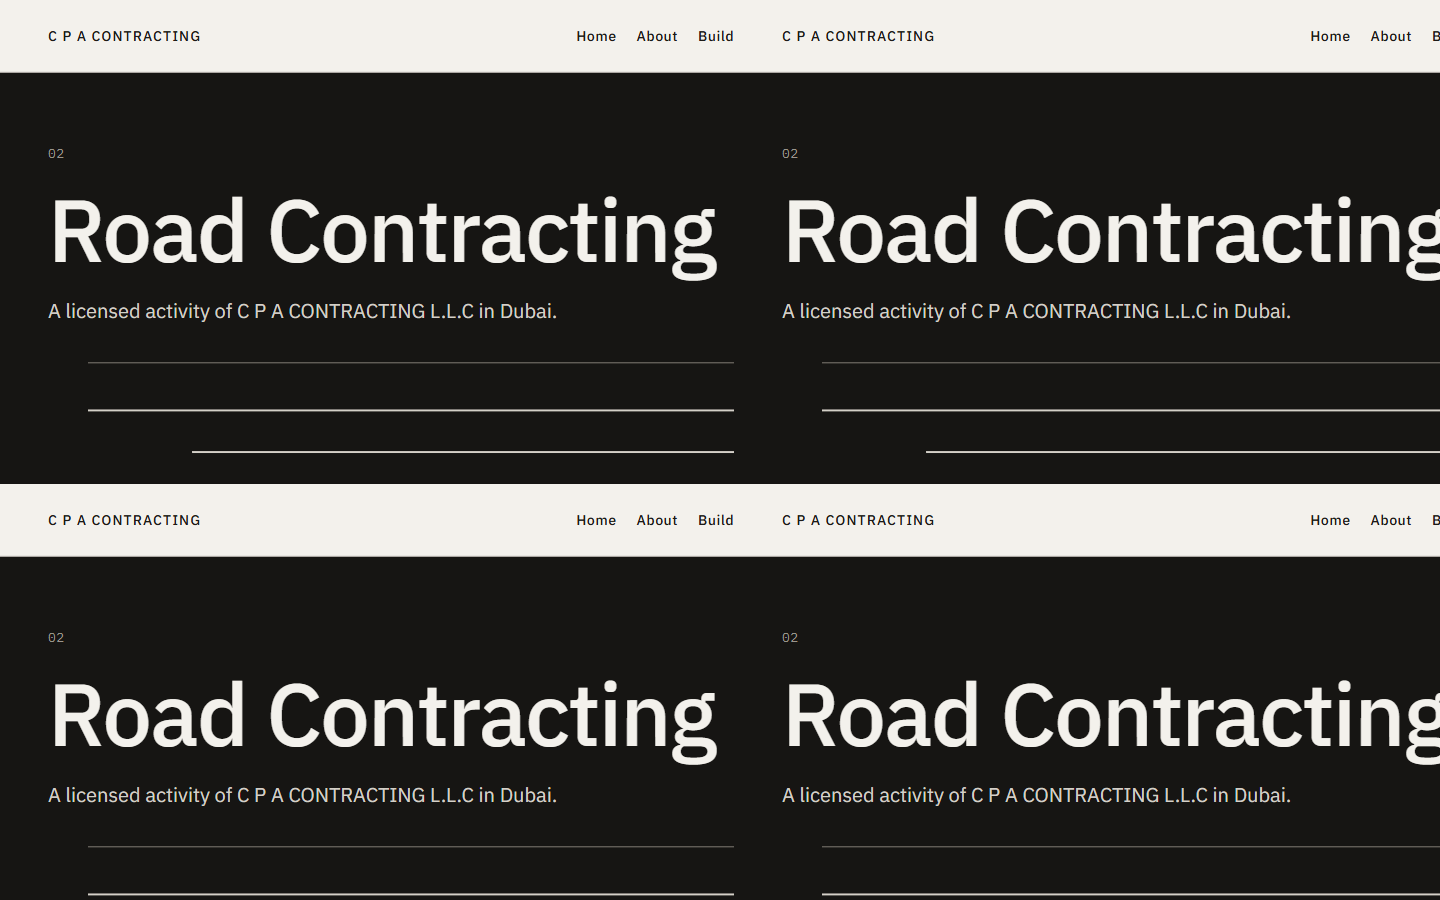 C P A CONTRACTING Home About Build C P A CONTRACTING Home About B
02 02
Road Contracting Road Contracting
A licensed activity of C P A CONTRACTING L.L.C in Dubai. A licensed activity of C P A CONTRACTING L.L.C in Dubai.
C P A CONTRACTING Home About Build C P A CONTRACTING Home About B
02 02
Road Contracting Road Contracting
A licensed activity of C P A CONTRACTING L.L.C in Dubai. A licensed activity of C P A CONTRACTING L.L.C in Dubai.